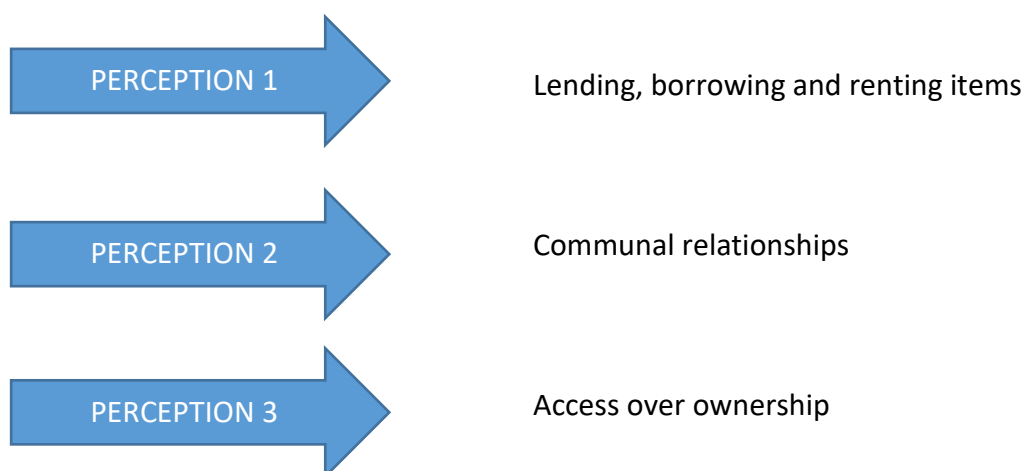 PERCEPTION 1
Lending, borrowing and renting items
PERCEPTION 2
Communal relationships
PERCEPTION 3
Access over ownership